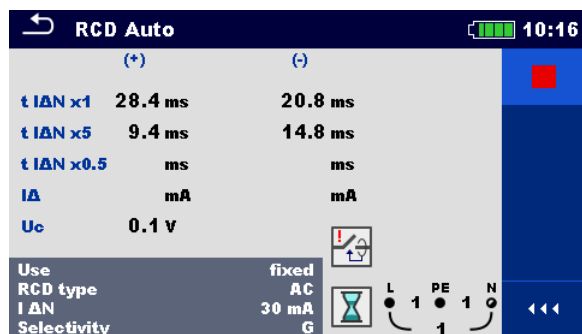 RCD Auto 10:16
(+) (-)
t IΔN x1 28.4 ms 20.8 ms
t IΔN x5 9.4 ms 14.8 ms
t IΔN x0.5 ms ms
IΔ mA mA
Uc 0.1 V
Use fixed
RCD type AC
I ΔN 30 mA
Selectivity G
L PE N
1 1
1